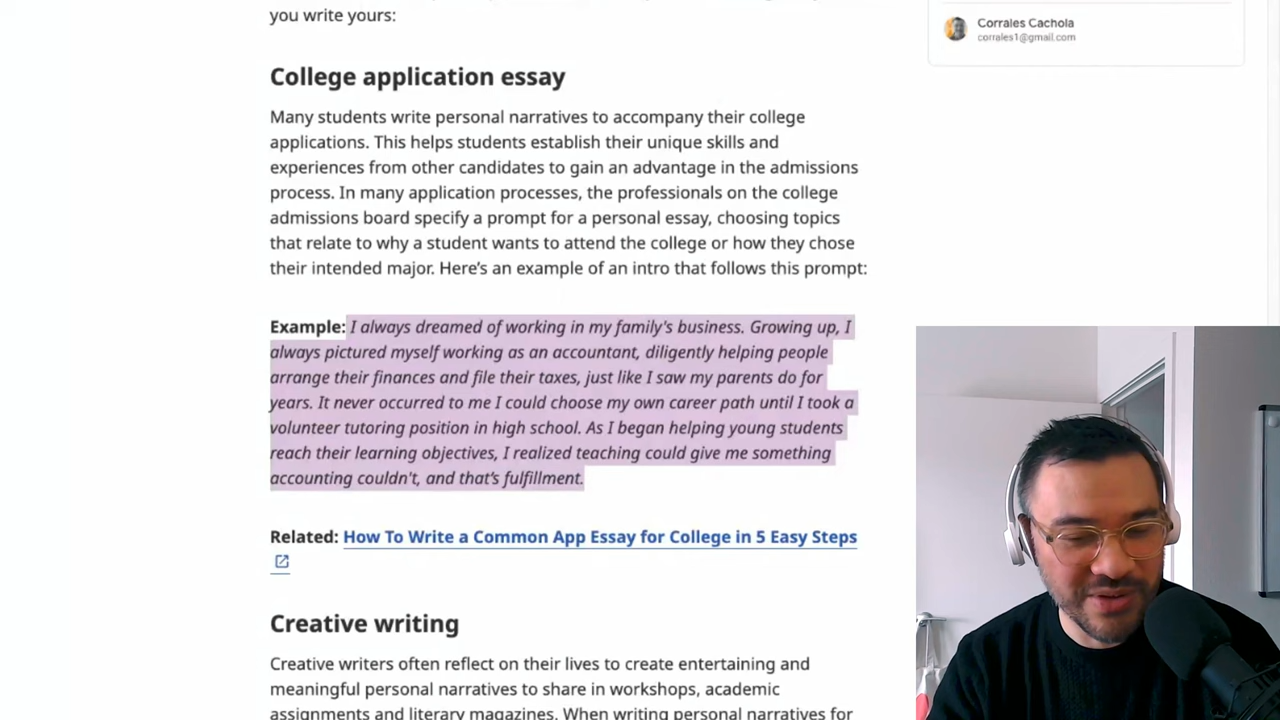 you write yours:
Corrales Cachola
corrales1@gmail.com
College application essay
Many students write personal narratives to accompany their college
applications. This helps students establish their unique skills and
experiences from other candidates to gain an advantage in the admissions
process. In many application processes, the professionals on the college
admissions board specify a prompt for a personal essay, choosing topics
that relate to why a student wants to attend the college or how they chose
their intended major. Here's an example of an intro that follows this prompt:
Example: I always dreamed of working in my family's business. Growing up, I
always pictured myself working as an accountant, diligently helping people
arrange their finances and file their taxes, just like I saw my parents do for
years. It never occurred to me I could choose my own career path until I took a
volunteer tutoring position in high school. As I began helping young students
reach their learning objectives, I realized teaching could give me something
accounting couldn't, and that's fulfillment.
Related: How To Write a Common App Essay for College in 5 Easy Steps
Creative writing
Creative writers often reflect on their lives to create entertaining and
meaningful personal narratives to share in workshops, academic
assignments and literary magazines. When writing personal narratives for